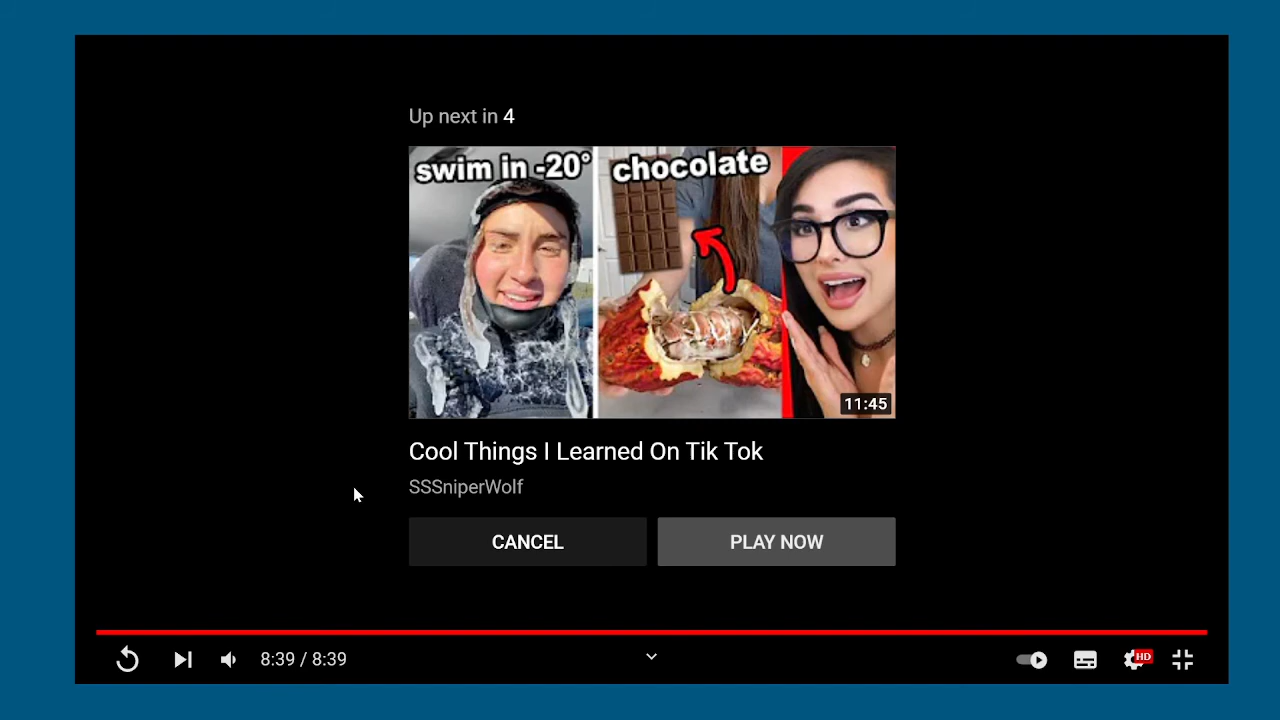 Up next in 4
swim in -20°
chocolate
11:45
Cool Things I Learned On Tik Tok
SSSniperWolf
CANCEL
PLAY NOW
8:39 / 8:39
HD